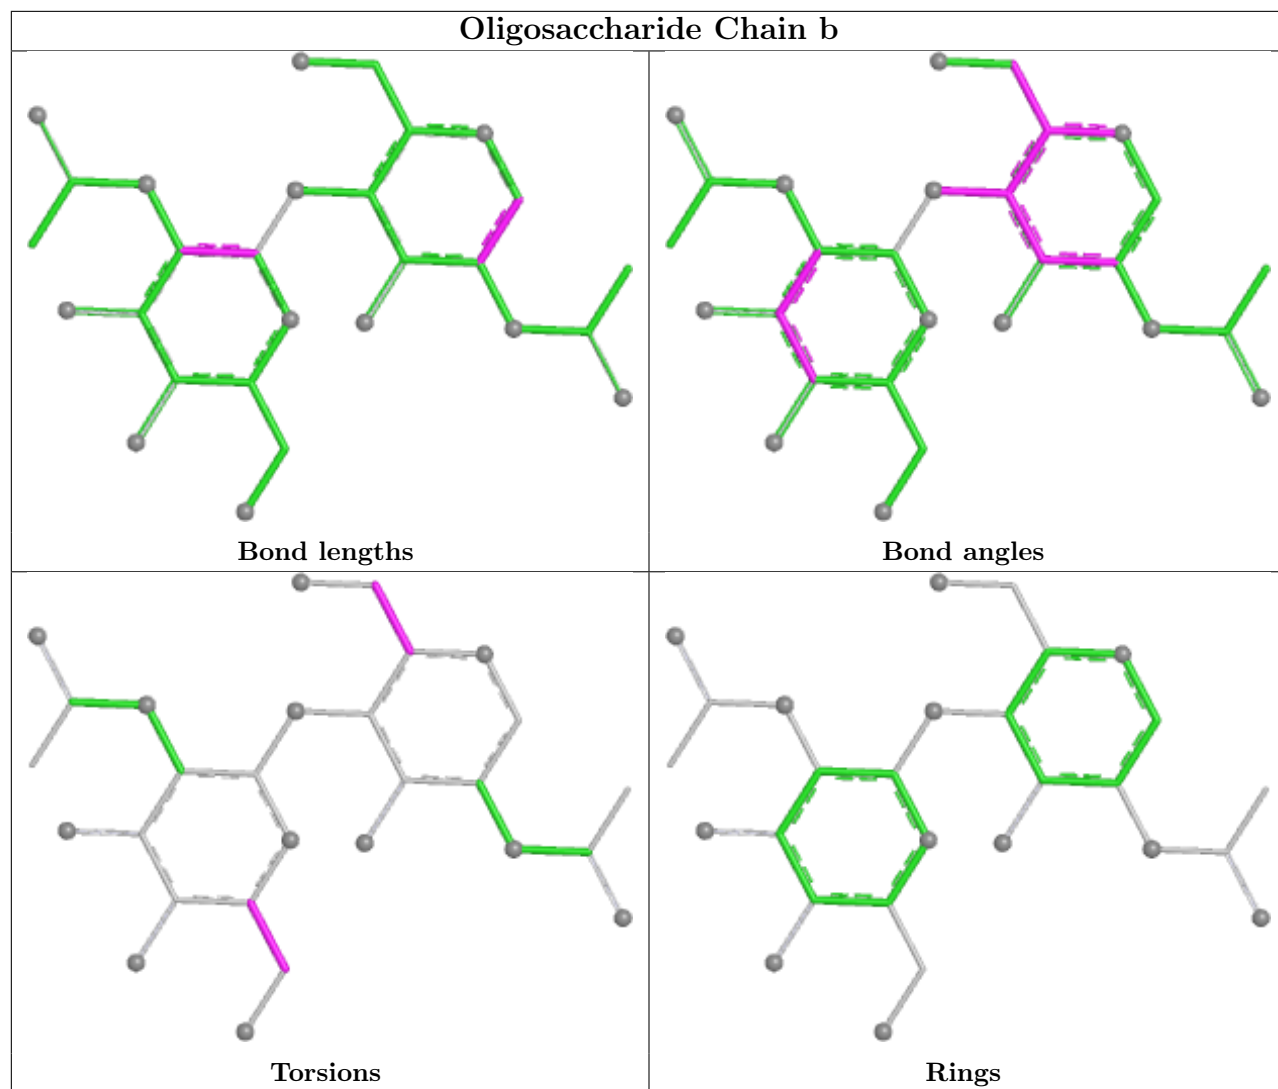 Oligosaccharide Chain b
Bond lengths
Bond angles
Torsions
Rings